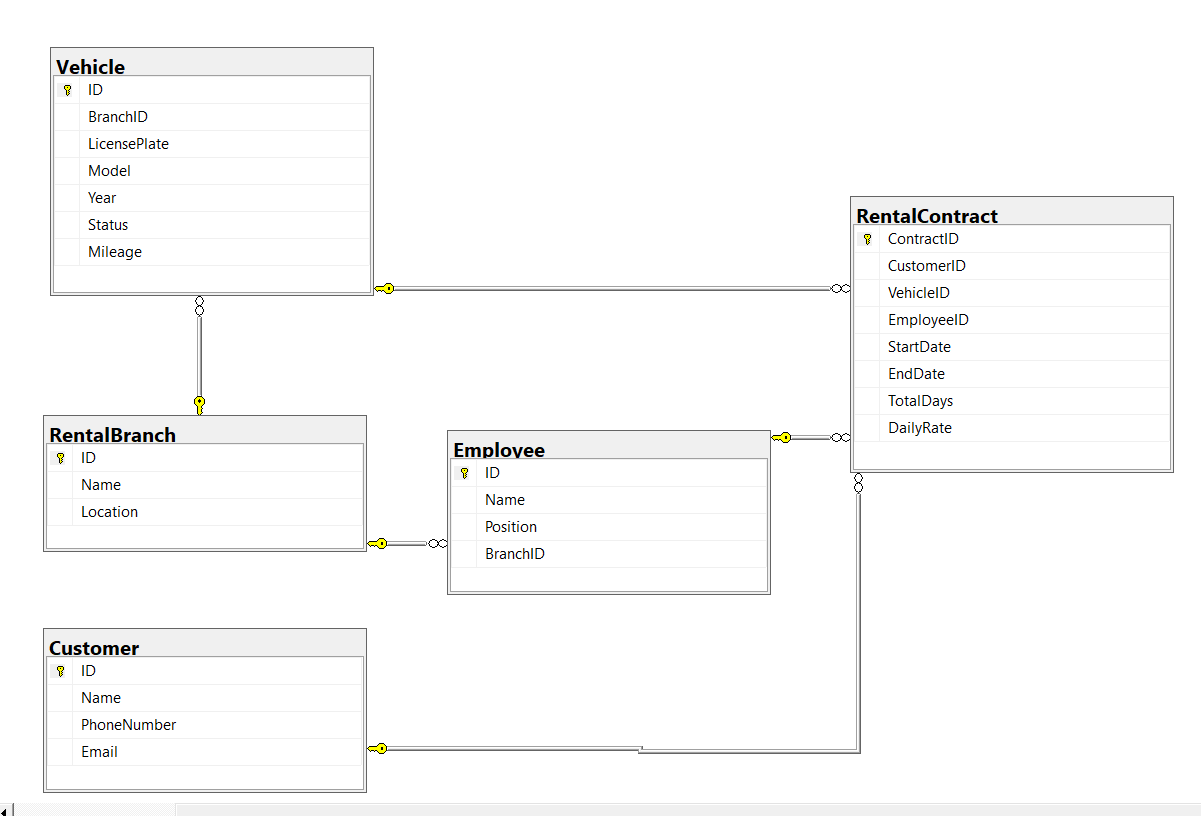 Vehicle
ID
BranchID
LicensePlate
Model
Year
Status
Mileage
RentalContract
ContractID
CustomerID
VehicleID
EmployeeID
StartDate
EndDate
TotalDays
DailyRate
RentalBranch
ID
Name
Location
Employee
ID
Name
Position
BranchID
Customer
ID
Name
PhoneNumber
Email